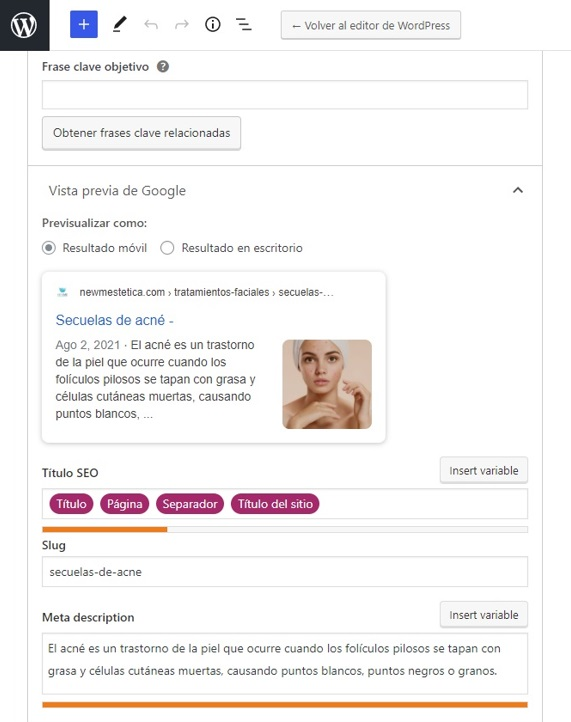 ← Volver al editor de WordPress
Frase clave objetivo
Obtener frases clave relacionadas
Vista previa de Google
Previsualizar como:
Resultado móvil Resultado en escritorio
newmestetica.com › tratamientos-faciales › secuelas-...
Secuelas de acné -
Ago 2, 2021 · El acné es un trastorno
de la piel que ocurre cuando los
folículos pilosos se tapan con grasa y
células cutáneas muertas, causando
puntos blancos, ...
Título SEO
Insert variable
Título Página Separador Título del sitio
Slug
secuelas-de-acne
Meta description
Insert variable
El acné es un trastorno de la piel que ocurre cuando los folículos pilosos se tapan con
grasa y células cutáneas muertas, causando puntos blancos, puntos negros o granos.